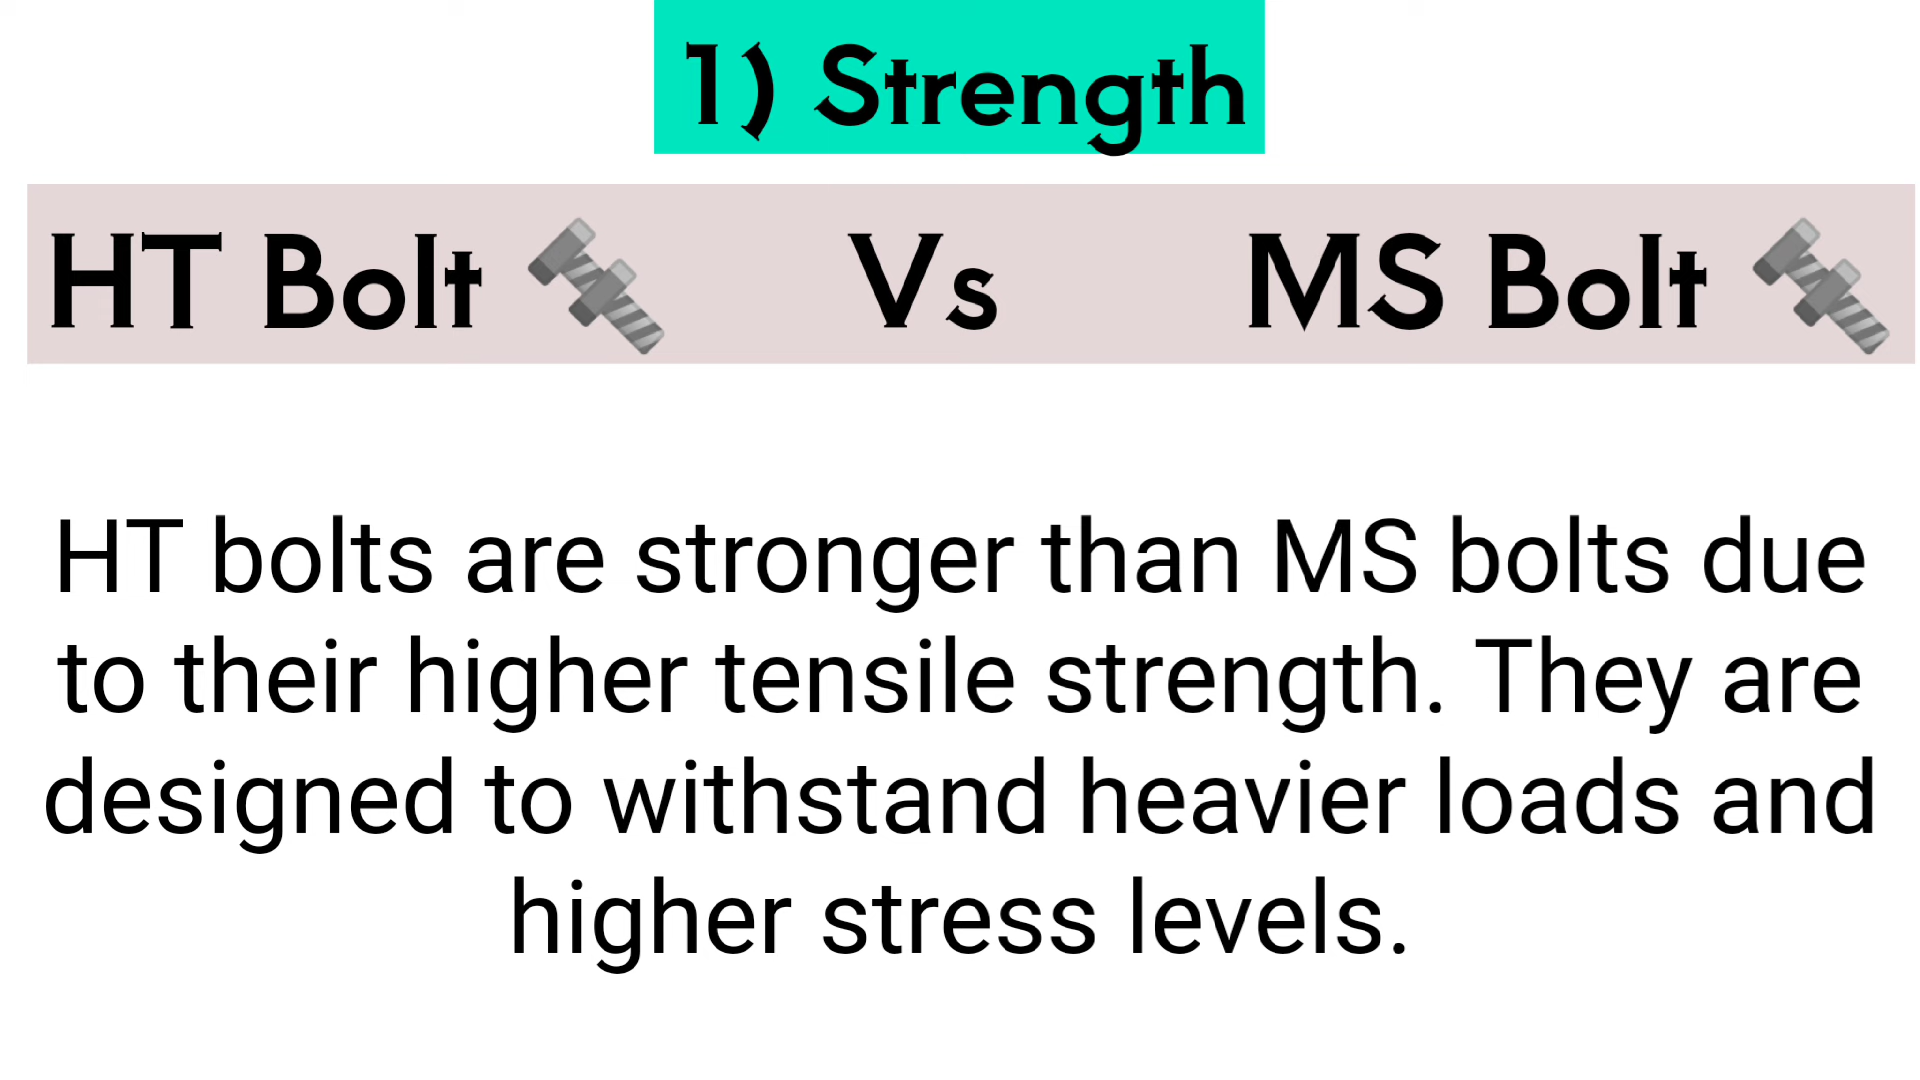 1) Strength
HT Bolt 🔩 Vs MS Bolt 🔩
HT bolts are stronger than MS bolts due
to their higher tensile strength. They are
designed to withstand heavier loads and
higher stress levels.